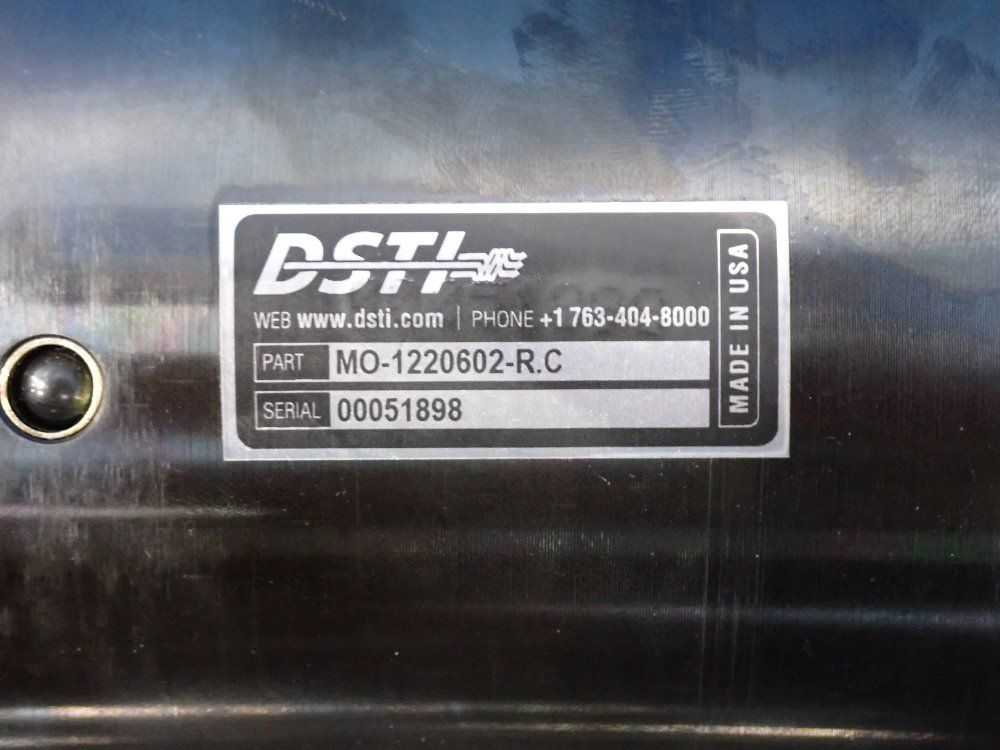 DSTI
WEB www.dsti.com | PHONE +1 763-404-8000
PART MO-1220602-R.C
SERIAL 00051898
MADE IN USA